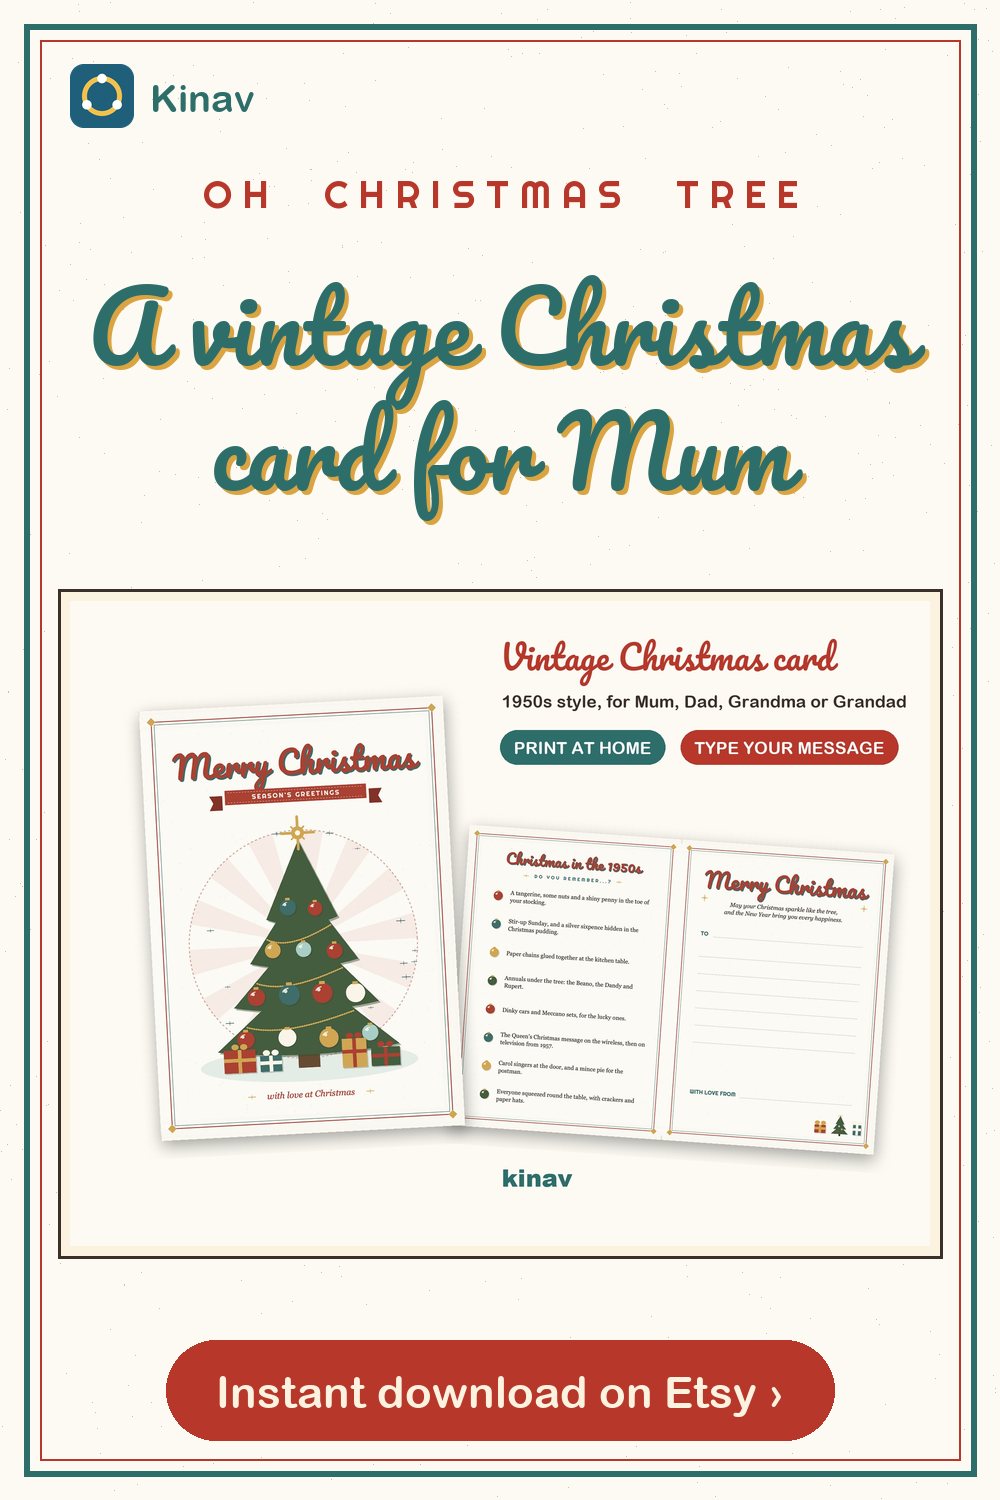 Kinav
OH CHRISTMAS TREE
A vintage Christmas
card for Mum
Vintage Christmas card
1950s style, for Mum, Dad, Grandma or Grandad
PRINT AT HOME
TYPE YOUR MESSAGE
Merry Christmas
SEASON'S GREETINGS
with love at Christmas
Christmas in the 1950s
DO YOU REMEMBER...?
A tangerine, some nuts and a shiny penny in the toe of
your stocking.
Stir-up Sunday, and a silver sixpence hidden in the
Christmas pudding.
Paper chains glued together at the kitchen table.
Annuals under the tree: the Beano, the Dandy and
Rupert.
Dinky cars and Meccano sets, for the lucky ones.
The Queen's Christmas message on the wireless, then on
television from 1957.
Carol singers at the door, and a mince pie for the
postman.
Everyone squeezed round the table, with crackers and
paper hats.
Merry Christmas
May your Christmas sparkle like the tree,
and the New Year bring you every happiness.
TO
WITH LOVE FROM
kinav
Instant download on Etsy ›